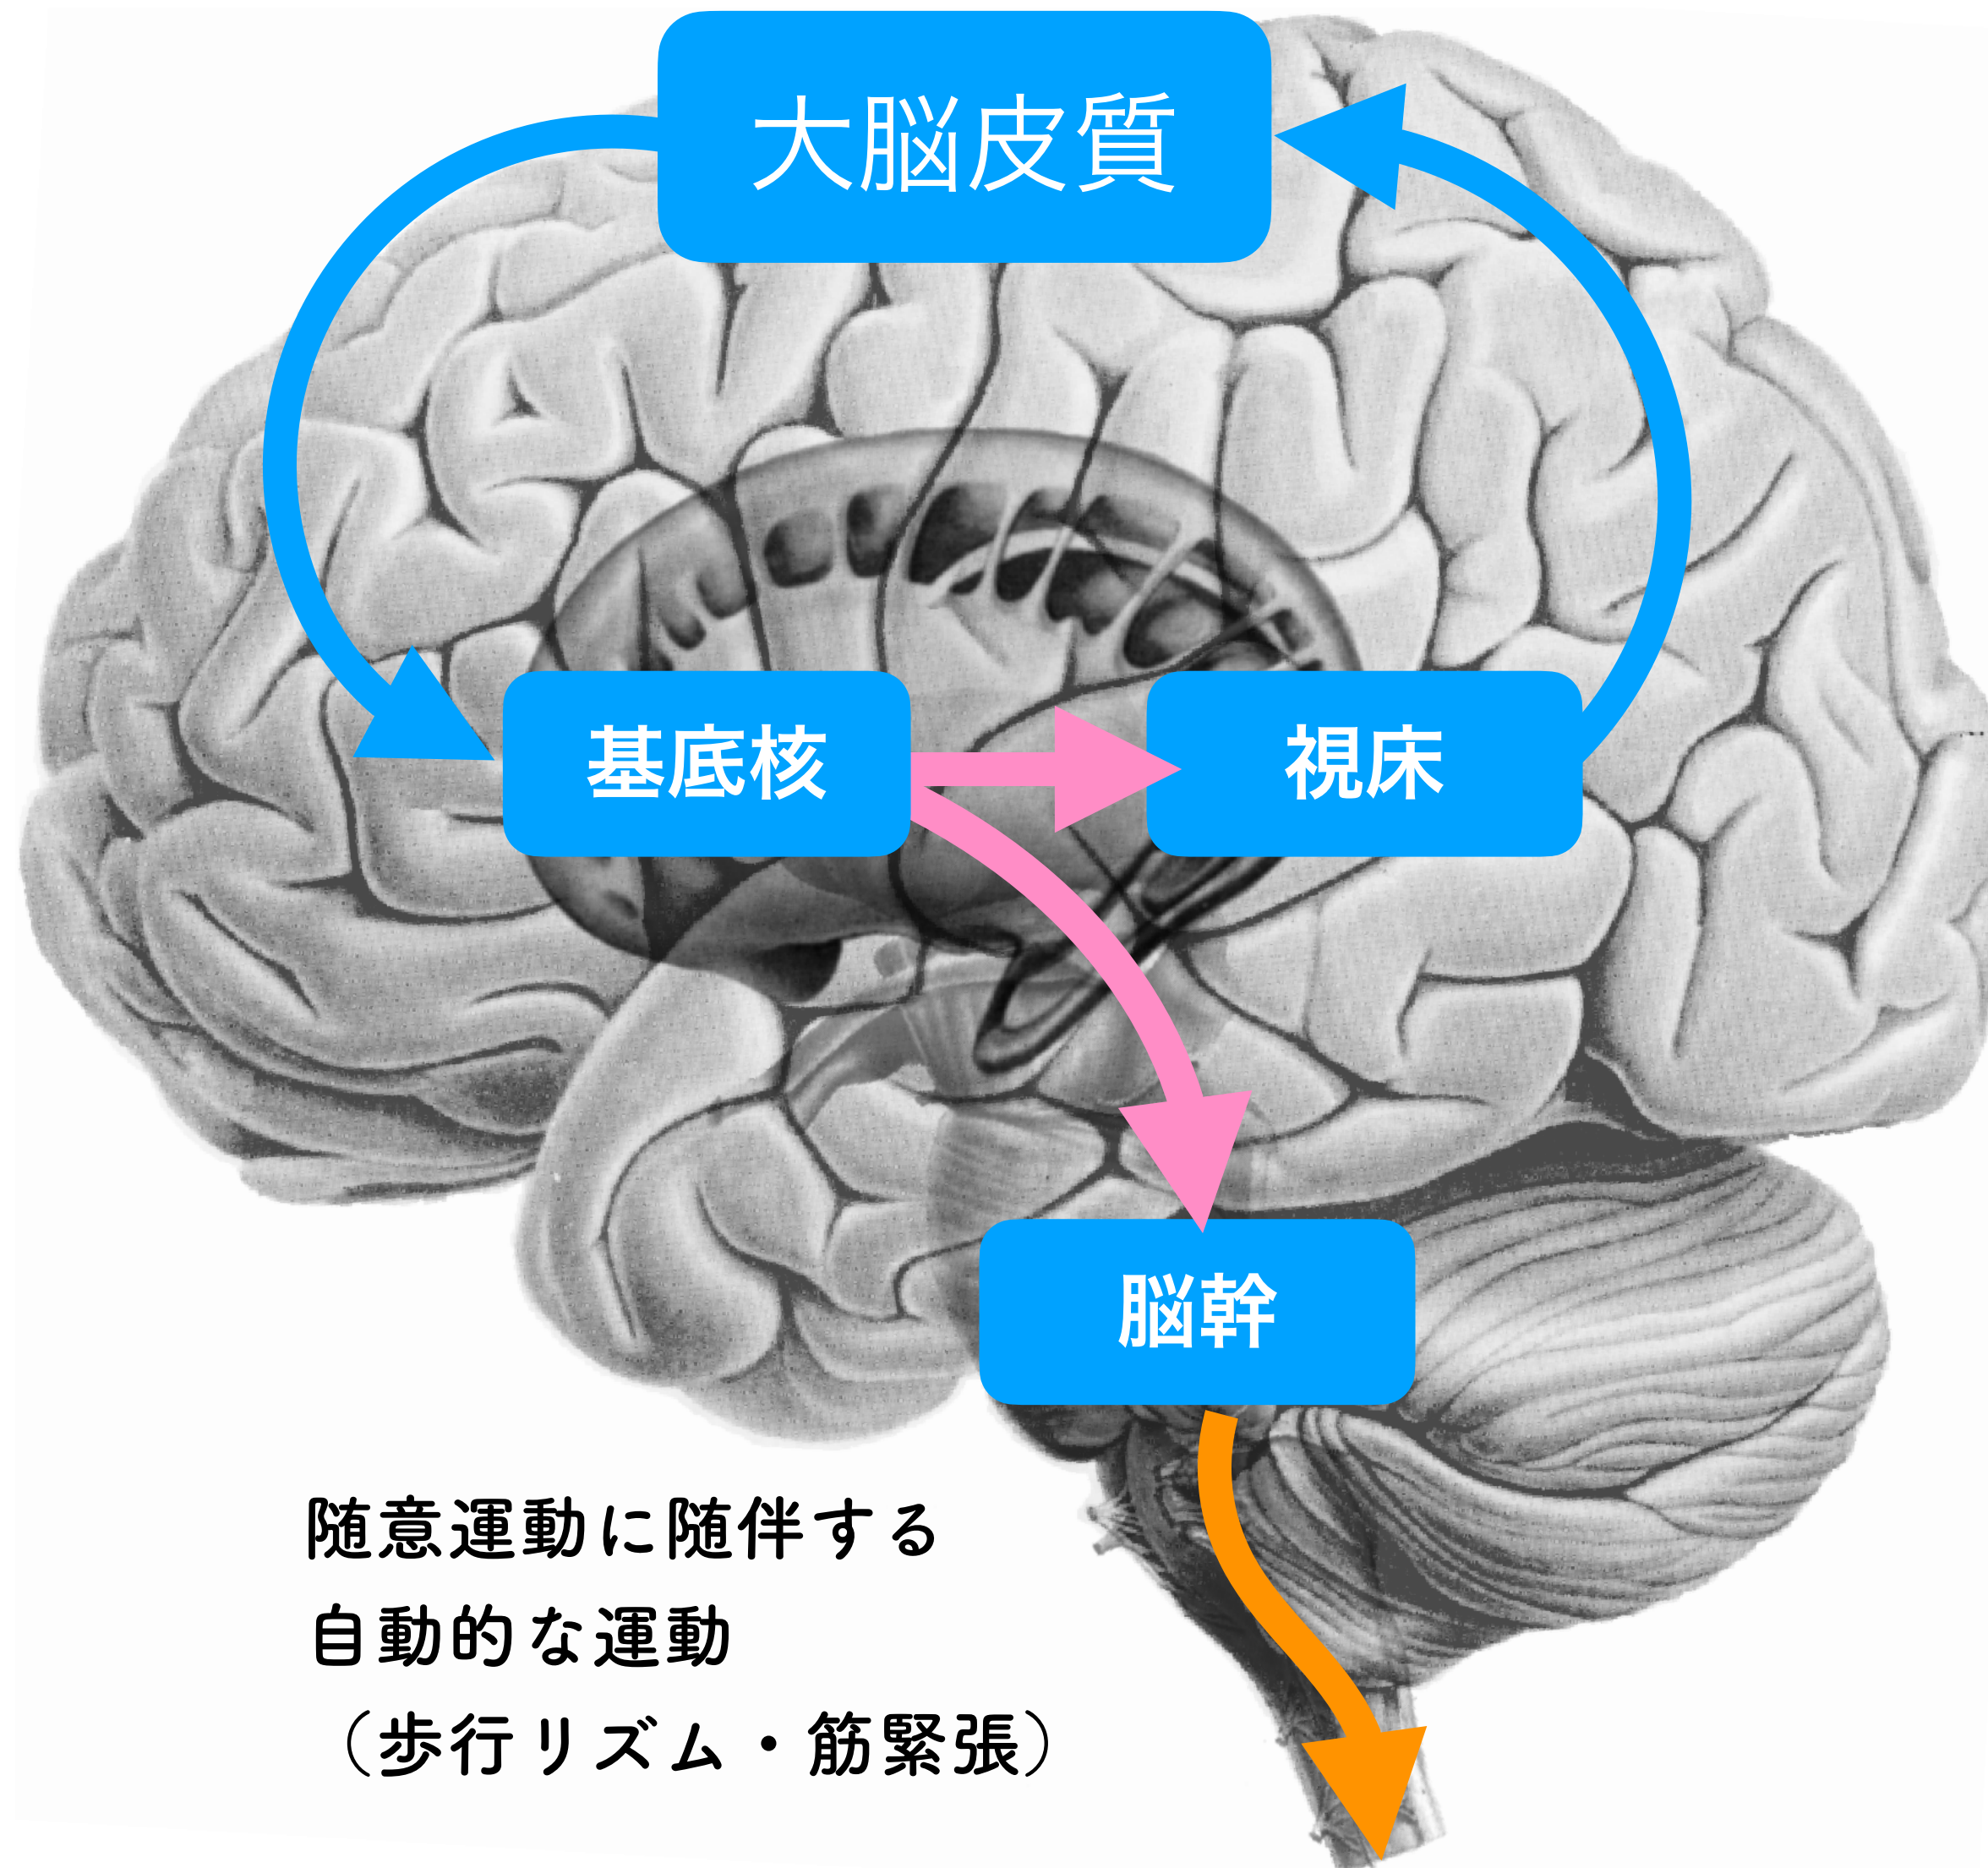 大脳皮質
基底核
視床
脳幹
随意運動に随伴する
自動的な運動
（歩行リズム・筋緊張）